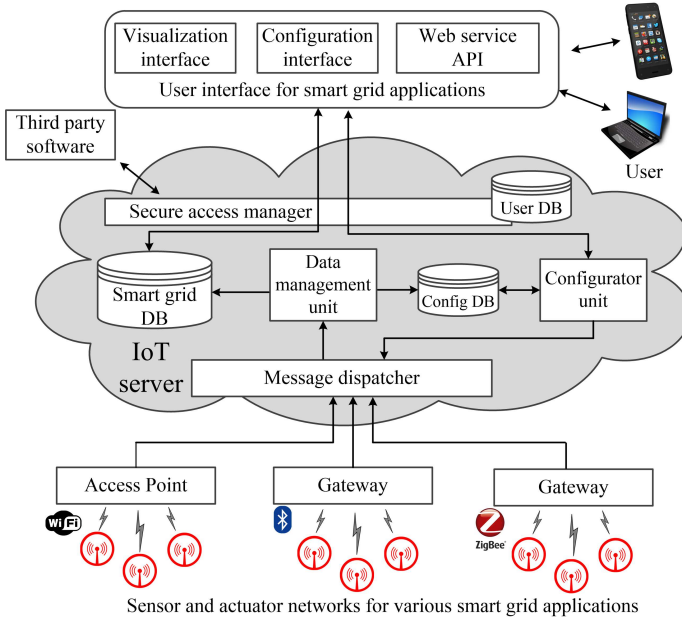 Visualization
interface
Configuration
interface
Web service
API
User interface for smart grid applications
Third party
software
User
Secure access manager
User DB
Smart grid
DB
Data
management
unit
Config DB
Configurator
unit
IoT
server
Message dispatcher
Access Point
Gateway
Gateway
Wi Fi
ZigBee®
Sensor and actuator networks for various smart grid applications